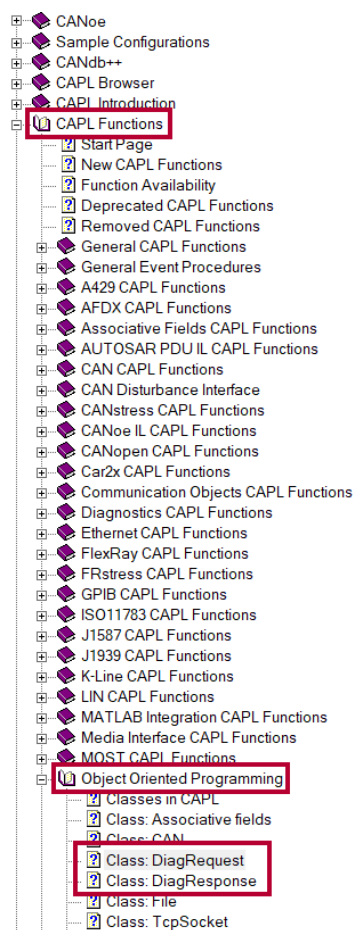 CANoe
Sample Configurations
CANdb++
CAPL Browser
CAPL Introduction
CAPL Functions
Start Page
New CAPL Functions
Function Availability
Deprecated CAPL Functions
Removed CAPL Functions
General CAPL Functions
General Event Procedures
A429 CAPL Functions
AFDX CAPL Functions
Associative Fields CAPL Functions
AUTOSAR PDU IL CAPL Functions
CAN CAPL Functions
CAN Disturbance Interface
CANstress CAPL Functions
CANoe IL CAPL Functions
CANopen CAPL Functions
Car2x CAPL Functions
Communication Objects CAPL Functions
Diagnostics CAPL Functions
Ethernet CAPL Functions
FlexRay CAPL Functions
FRstress CAPL Functions
GPIB CAPL Functions
ISO11783 CAPL Functions
J1587 CAPL Functions
J1939 CAPL Functions
K-Line CAPL Functions
LIN CAPL Functions
MATLAB Integration CAPL Functions
Media Interface CAPL Functions
MOST CAPL Functions
Object Oriented Programming
Classes in CAPL
Class: Associative fields
Class: CAN
Class: DiagRequest
Class: DiagResponse
Class: File
Class: TcpSocket